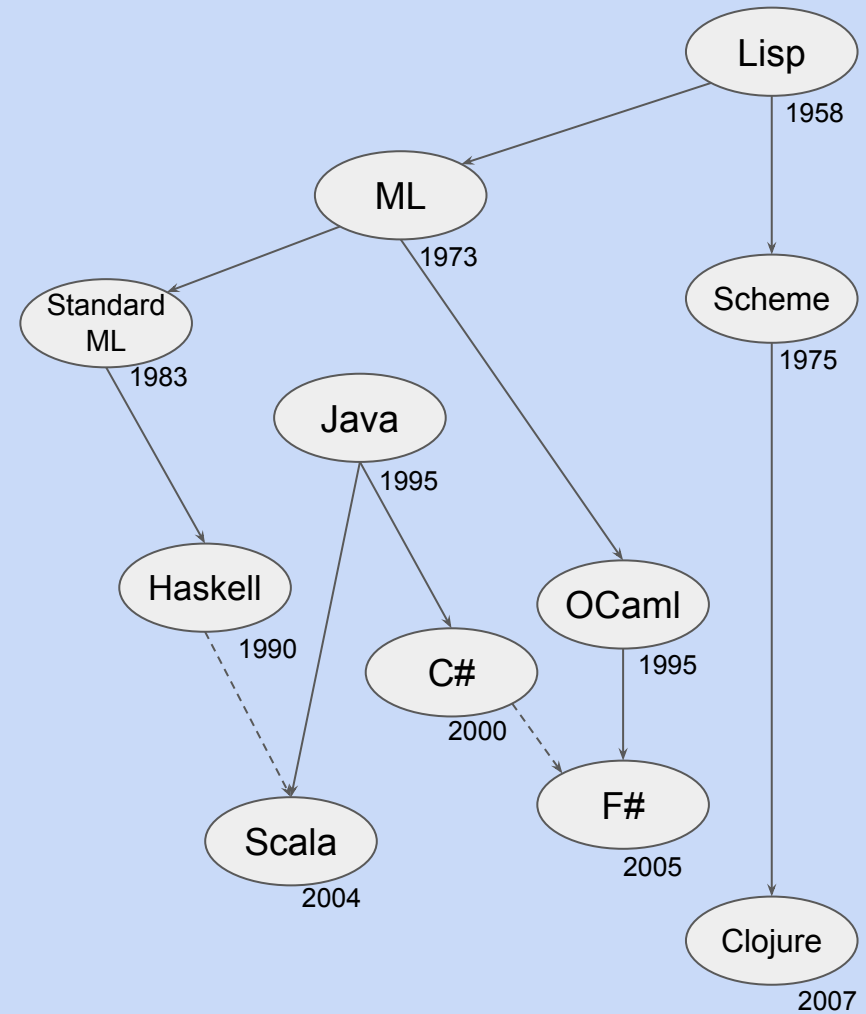 Lisp
1958
ML
1973
Standard
ML
1983
Scheme
1975
Java
1995
Haskell
1990
OCaml
1995
C#
2000
F#
2005
Scala
2004
Clojure
2007